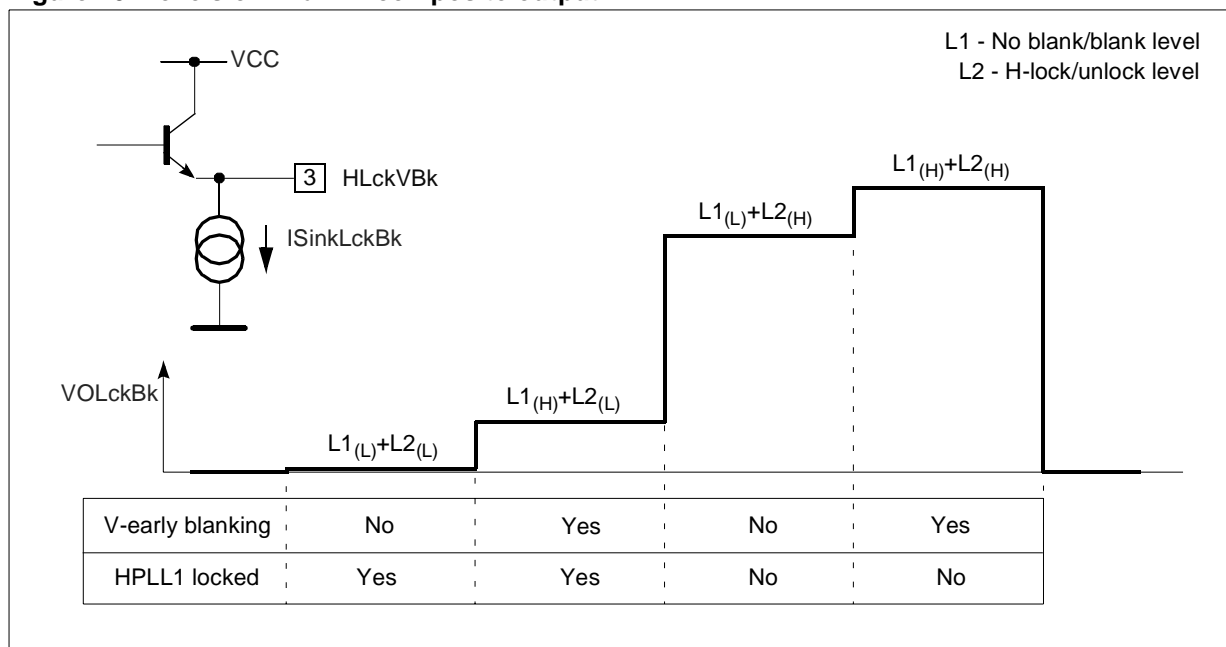 L1 - No blank/blank level
L2 - H-lock/unlock level
VCC
3 HLckVBk
ISinkLckBk
VOLckBk
L1(L)+L2(L)
L1(H)+L2(L)
L1(L)+L2(H)
L1(H)+L2(H)
V-early blanking No Yes No Yes
HPLL1 locked Yes Yes No No